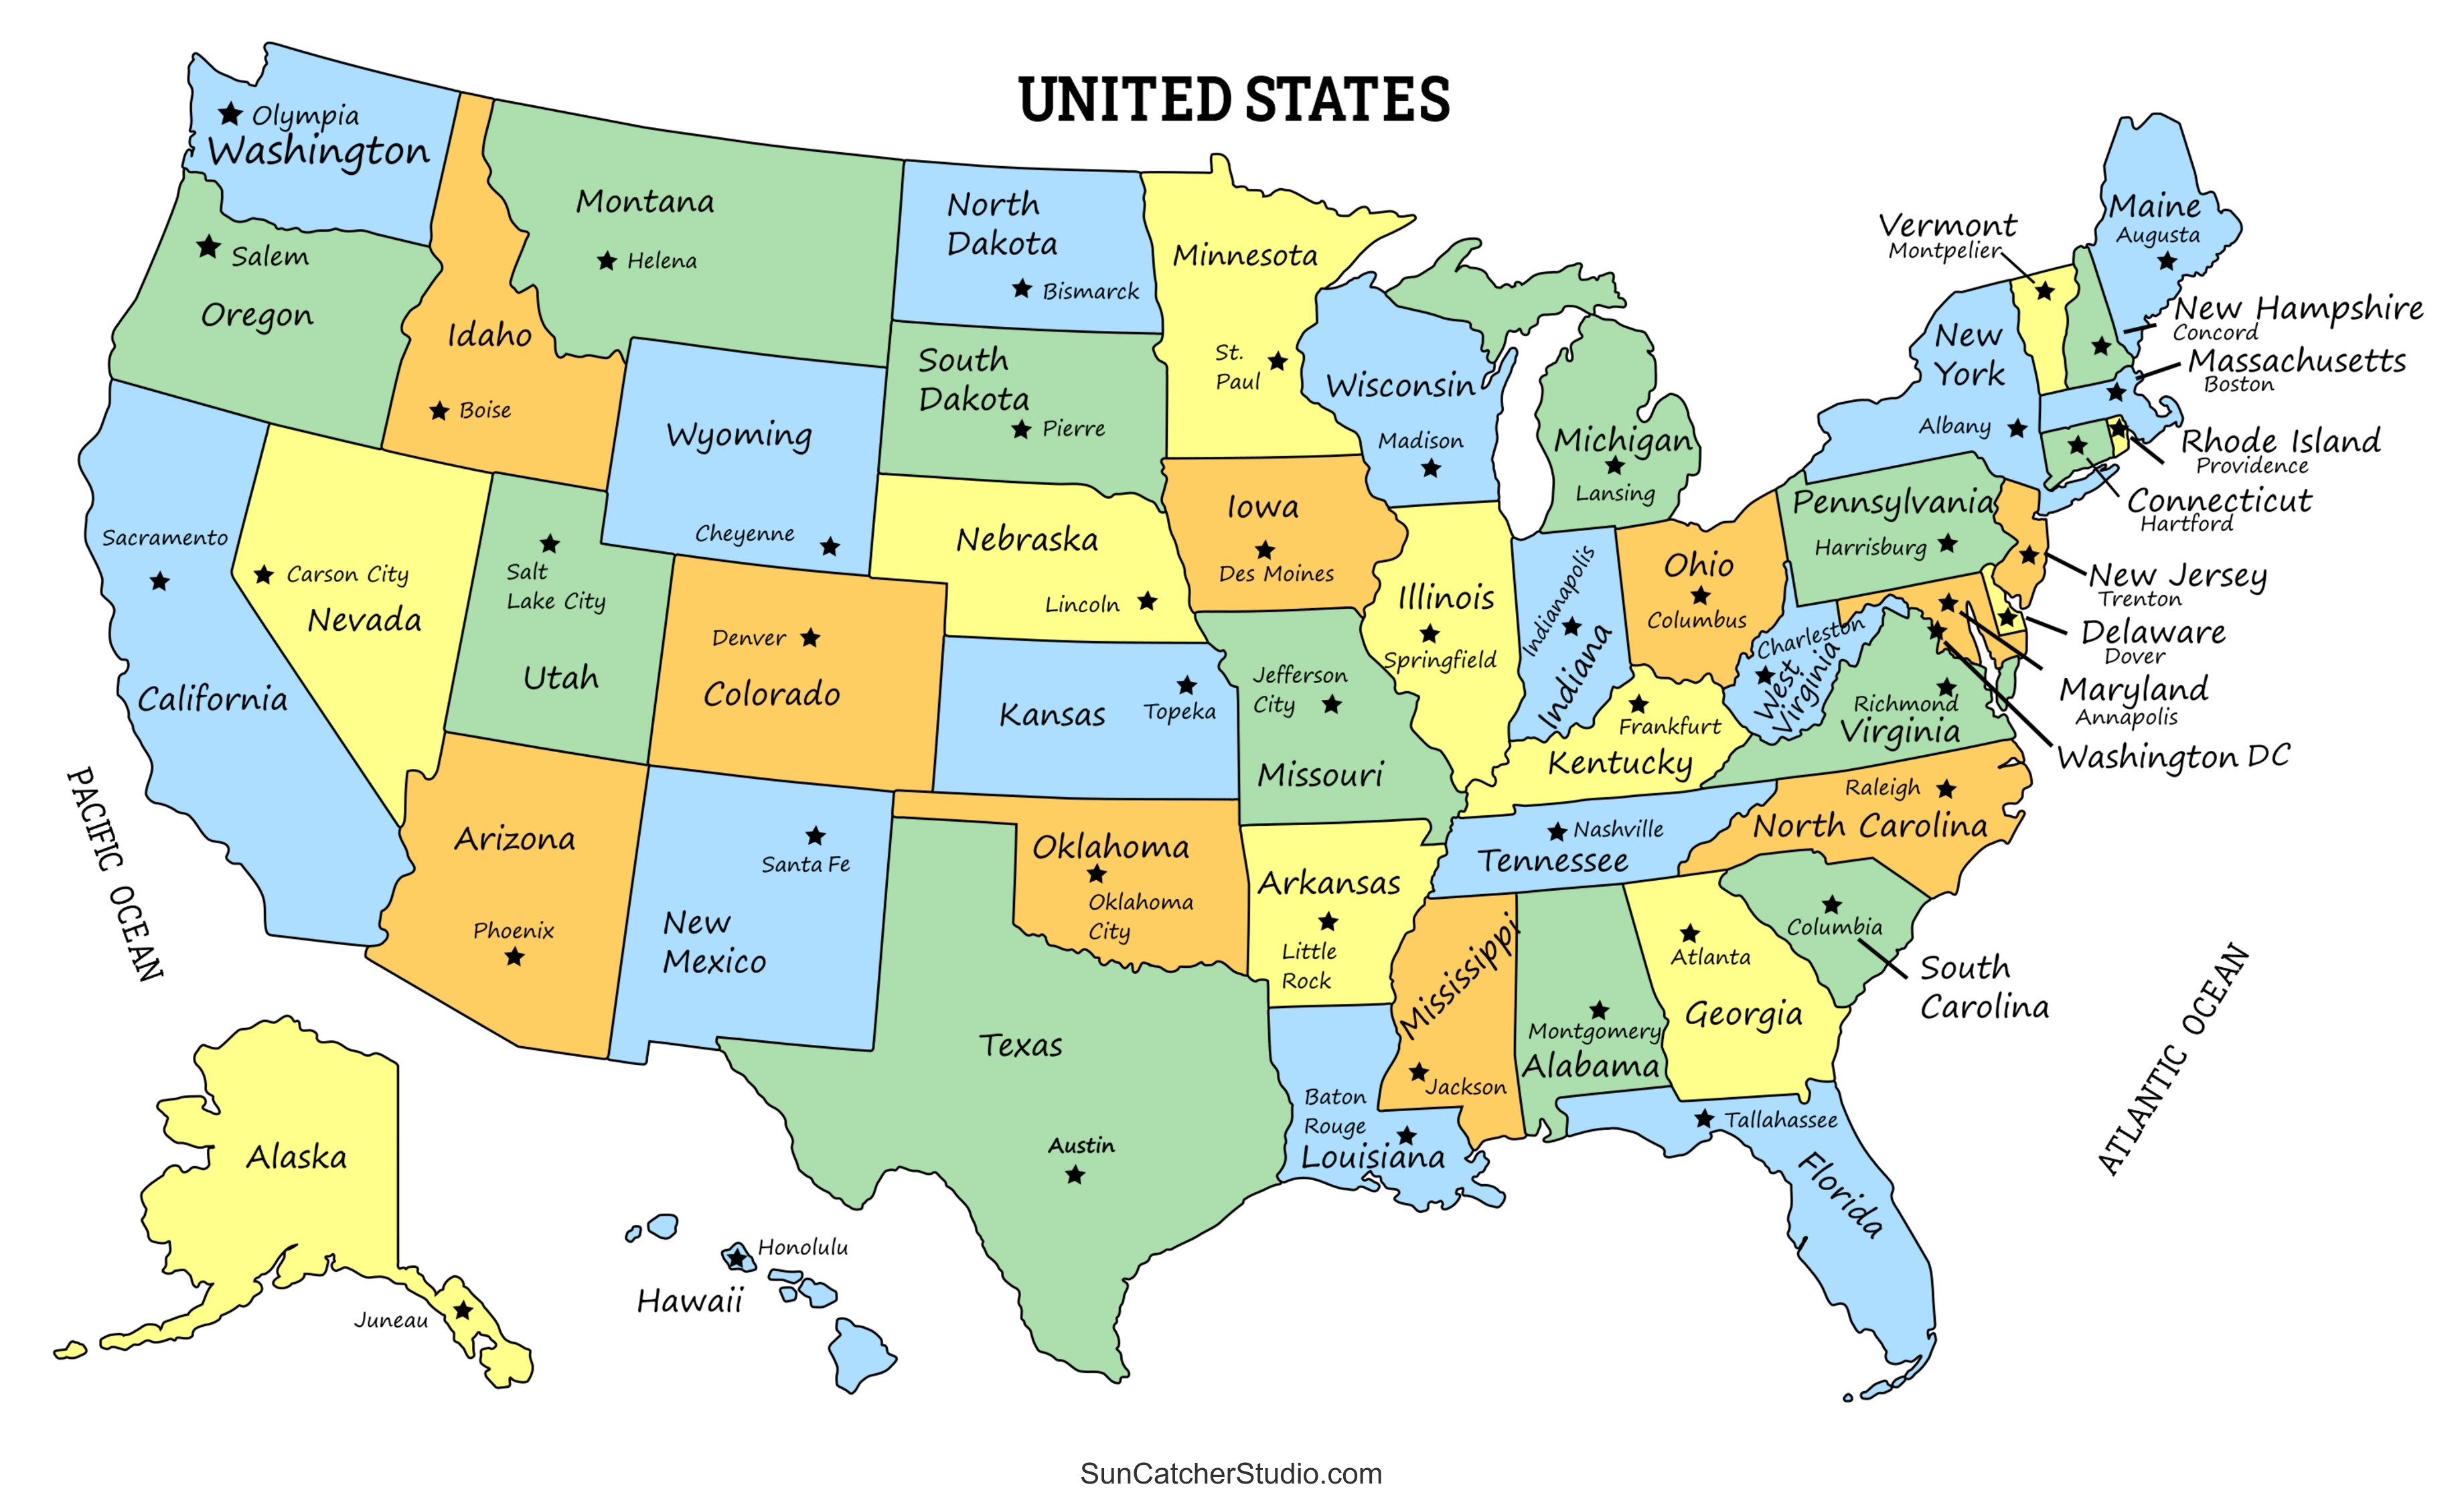 UNITED STATES
Olympia
Washington
Salem
Oregon
Idaho
Boise
Montana
Helena
North
Dakota
Bismarck
South
Dakota
Pierre
Minnesota
St.
Paul
Wisconsin
Madison
Michigan
Lansing
Vermont
Montpelier
Maine
Augusta
New Hampshire
Concord
Massachusetts
Boston
New
York
Albany
Rhode Island
Providence
Connecticut
Hartford
Pennsylvania
Harrisburg
New Jersey
Trenton
Delaware
Dover
Maryland
Annapolis
Washington DC
Wyoming
Cheyenne
Nebraska
Lincoln
Iowa
Des Moines
Illinois
Springfield
Indianapolis
Indiana
Ohio
Columbus
Charleston
West
Virginia
Richmond
Virginia
Sacramento
California
Carson City
Nevada
Salt
Lake City
Utah
Denver
Colorado
Kansas
Topeka
Jefferson
City
Missouri
Frankfurt
Kentucky
Nashville
Tennessee
Raleigh
North Carolina
PACIFIC OCEAN
Arizona
Phoenix
Santa Fe
New
Mexico
Oklahoma
Oklahoma
City
Arkansas
Little
Rock
Mississippi
Jackson
Montgomery
Alabama
Atlanta
Georgia
Columbia
South
Carolina
ATLANTIC OCEAN
Texas
Austin
Baton
Rouge
Louisiana
Tallahassee
Florida
Alaska
Juneau
Honolulu
Hawaii
SunCatcherStudio.com